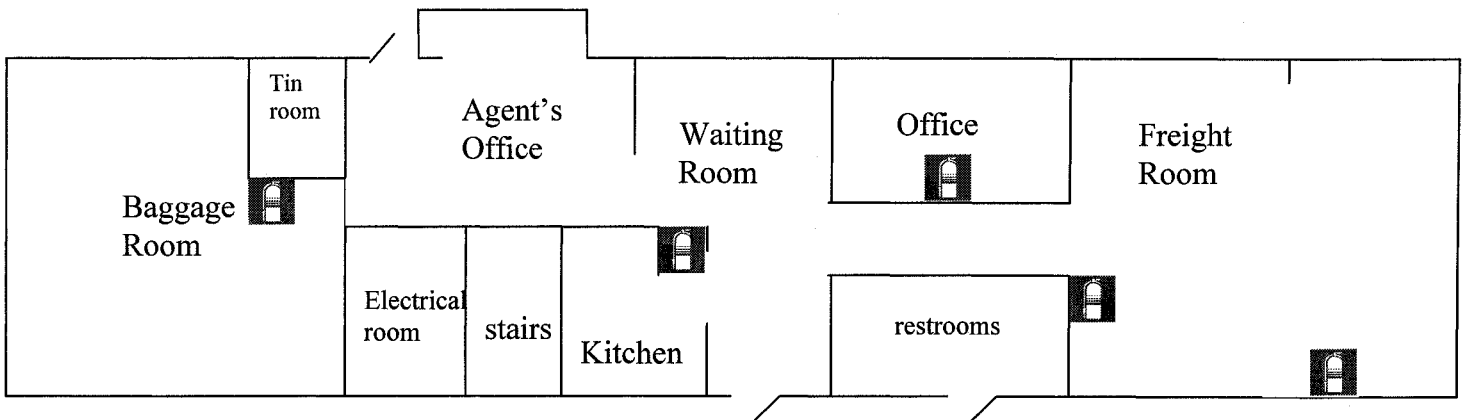 Tin
room
Agent's
Office
Waiting
Room
Office
Freight
Room
Baggage
Room
Electrical
room
stairs
Kitchen
restrooms